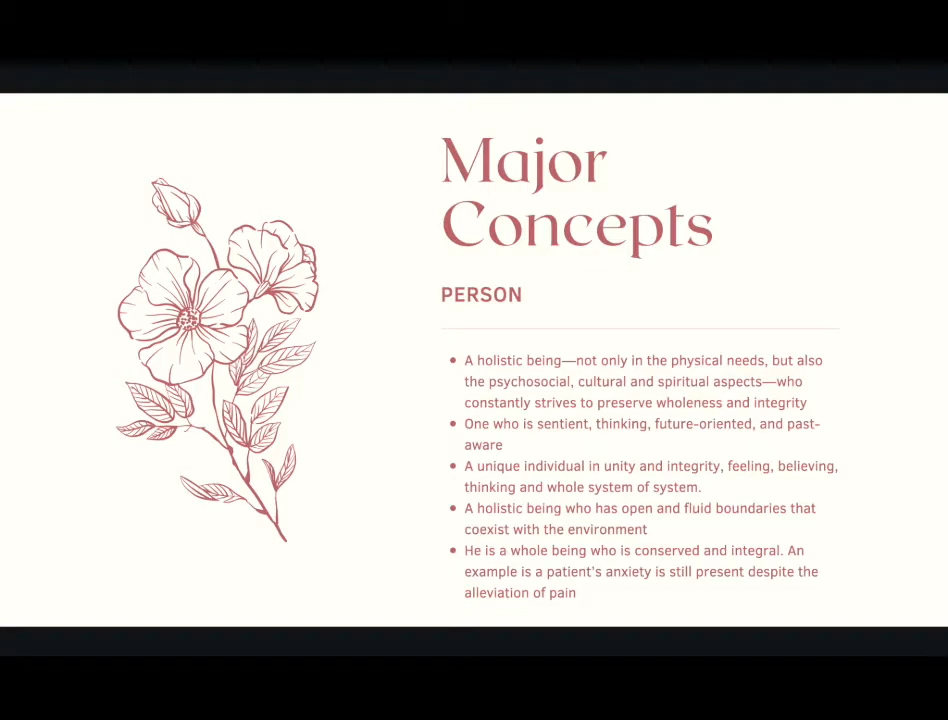 Major
Concepts
PERSON
• A holistic being—not only in the physical needs, but also
the psychosocial, cultural and spiritual aspects—who
constantly strives to preserve wholeness and integrity
• One who is sentient, thinking, future-oriented, and past-
aware
• A unique individual in unity and integrity, feeling, believing,
thinking and whole system of system.
• A holistic being who has open and fluid boundaries that
coexist with the environment
• He is a whole being who is conserved and integral. An
example is a patient's anxiety is still present despite the
alleviation of pain